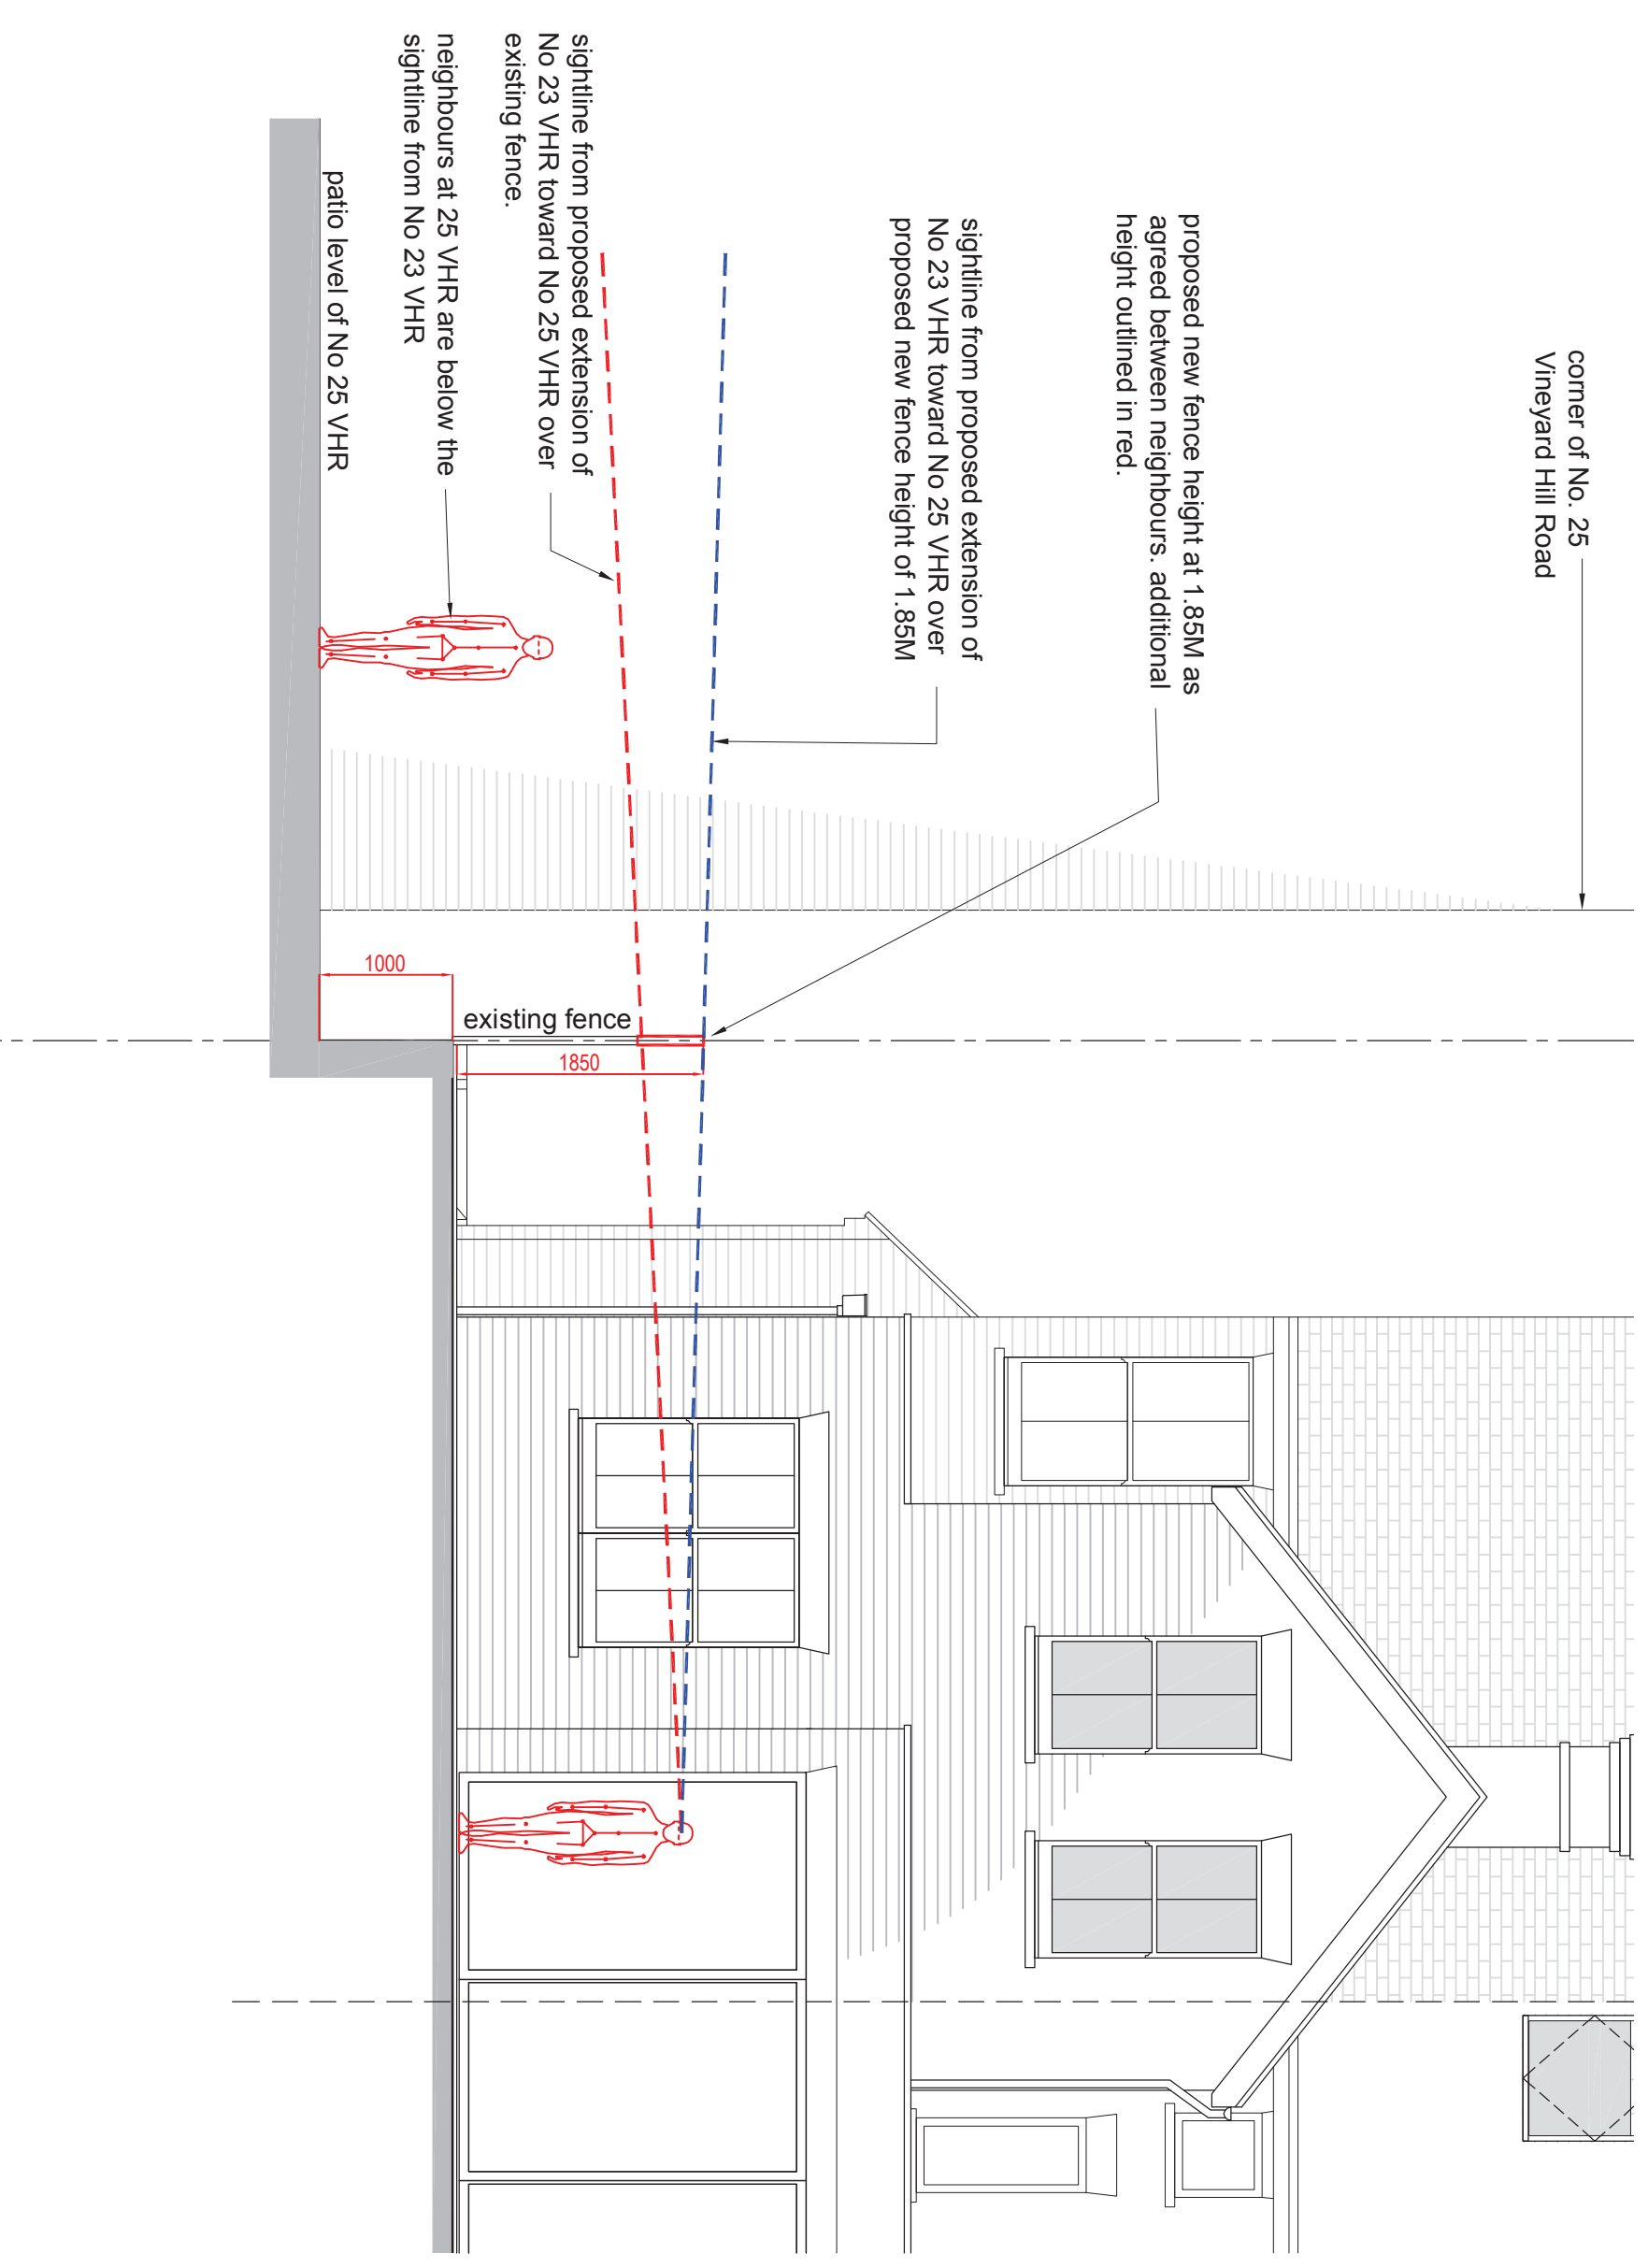 corner of No. 25
Vineyard Hill Road
proposed new fence height at 1.85M as
agreed between neighbours. additional
height outlined in red.
sightline from proposed extension of
No 23 VHR toward No 25 VHR over
proposed new fence height of 1.85M
sightline from proposed extension of
No 23 VHR toward No 25 VHR over
existing fence.
neighbours at 25 VHR are below the
sightline from No 23 VHR
patio level of No 25 VHR
1000
existing fence
1850